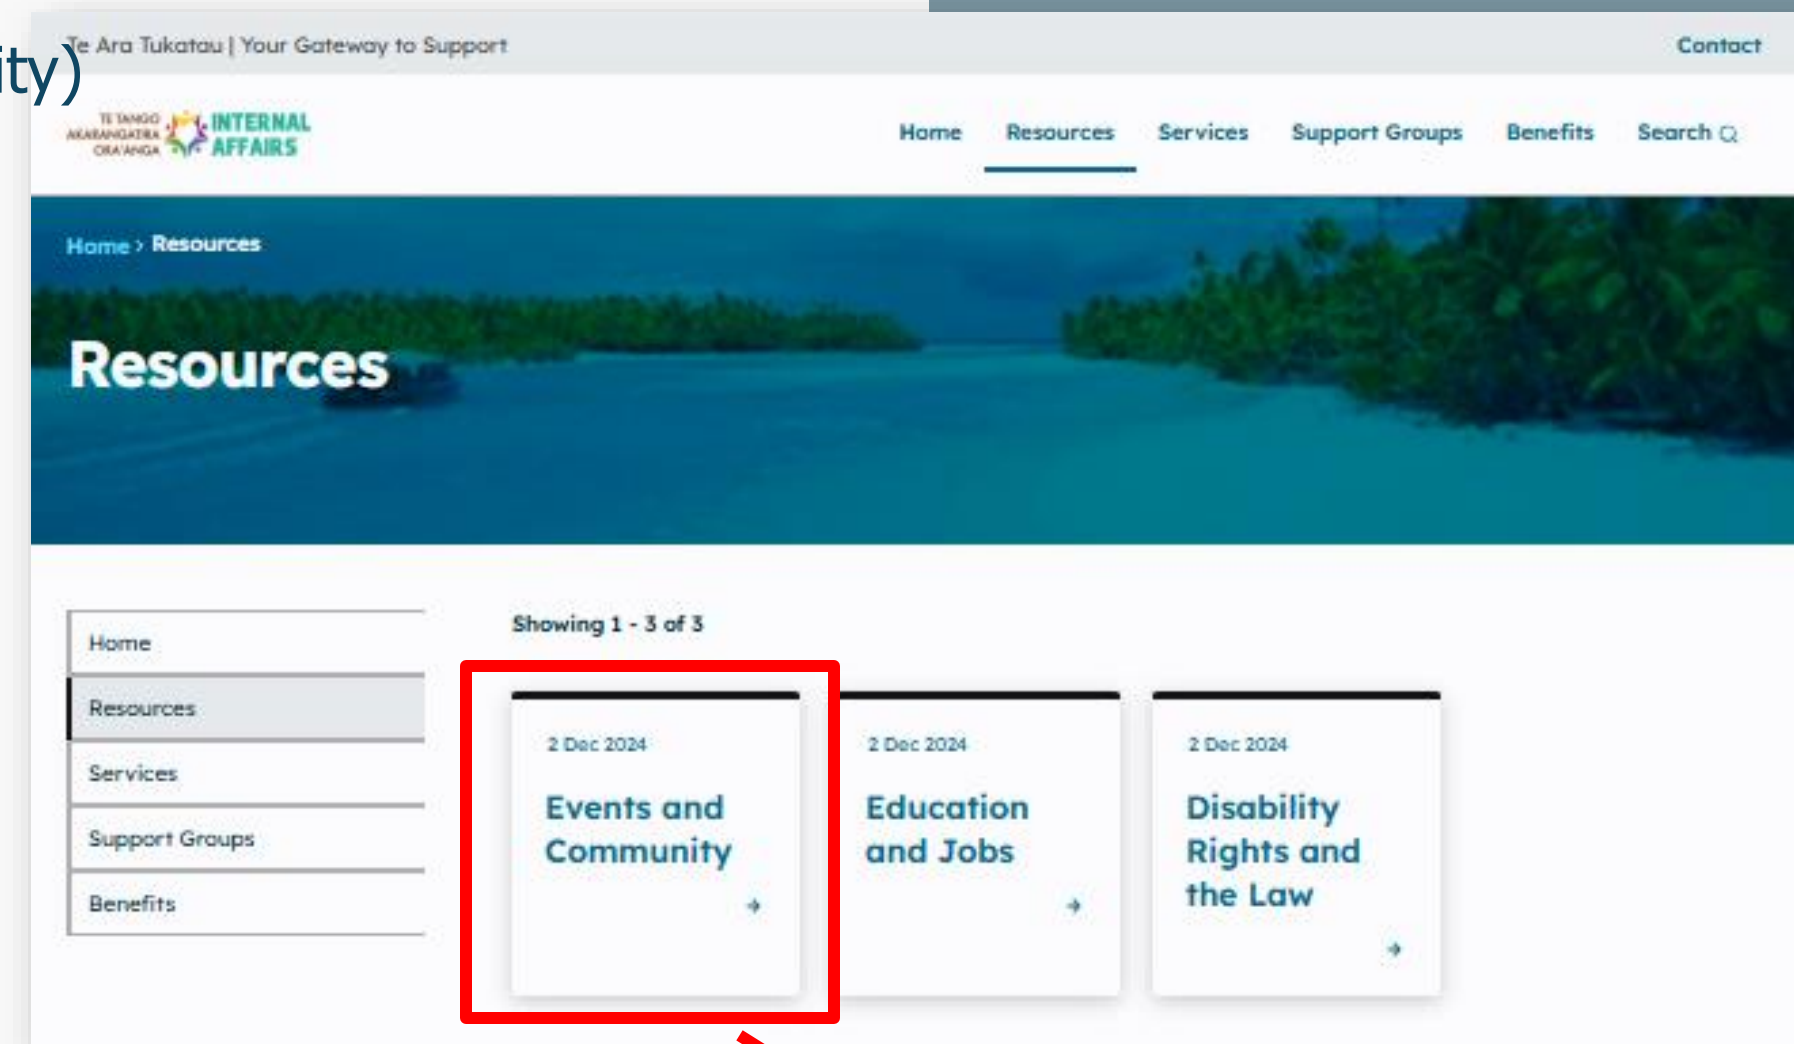 ity)
Te Ara Tukatau | Your Gateway to Support
Contact
TE TANGO
AKARANGATIRA
ORA'ANGA
INTERNAL
AFFAIRS
Home Resources Services Support Groups Benefits Search
Home › Resources
Resources
Home
Resources
Services
Support Groups
Benefits
Showing 1 - 3 of 3
2 Dec 2024
Events and
Community
2 Dec 2024
Education
and Jobs
2 Dec 2024
Disability
Rights and
the Law